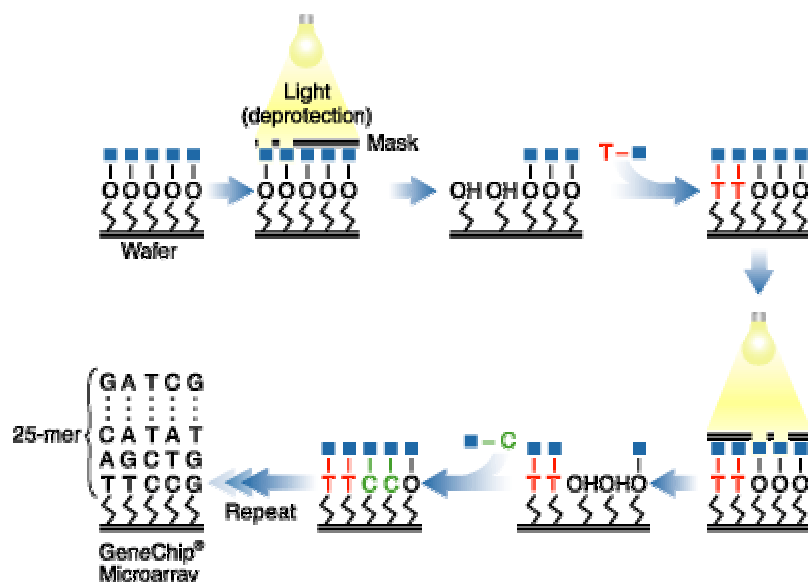 Light
(deprotection)
Mask
O O O O O
Wafer
O O O O O
OH OH O O O
T
T T O O O
T T O O O
C
T T OH OH O
T T C C O
Repeat
25-mer
G A T C G
C A T A T
A G C T G
T T C C G
GeneChip®
Microarray